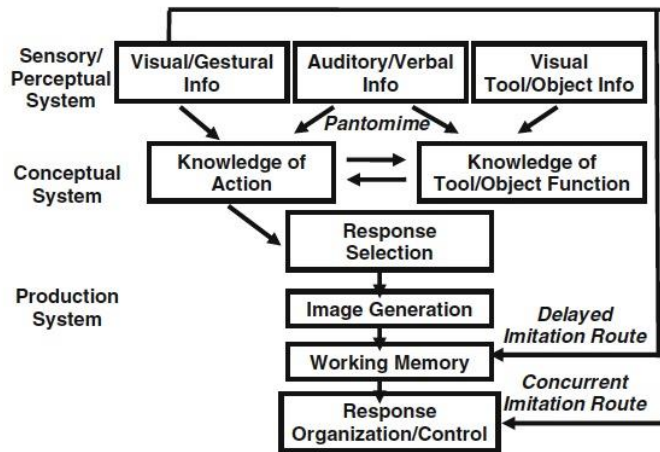 Sensory/
Perceptual
System
Visual/Gestural
Info
Auditory/Verbal
Info
Visual
Tool/Object Info
Pantomime
Conceptual
System
Knowledge of
Action
Knowledge of
Tool/Object Function
Production
System
Response
Selection
Image Generation
Delayed
Imitation Route
Working Memory
Concurrent
Imitation Route
Response
Organization/Control